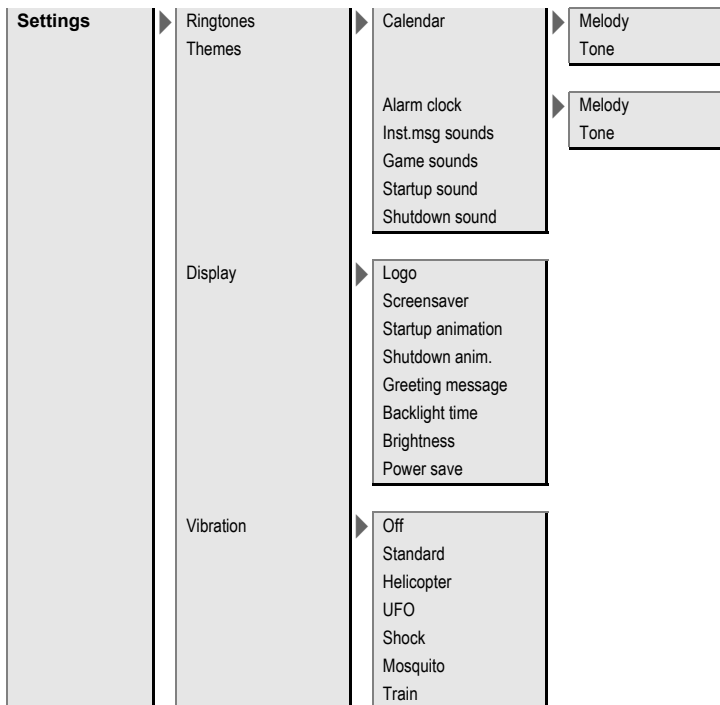 Settings
Ringtones
Themes
Calendar
Melody
Tone
Alarm clock
Inst.msg sounds
Game sounds
Startup sound
Shutdown sound
Melody
Tone
Display
Logo
Screensaver
Startup animation
Shutdown anim.
Greeting message
Backlight time
Brightness
Power save
Vibration
Off
Standard
Helicopter
UFO
Shock
Mosquito
Train